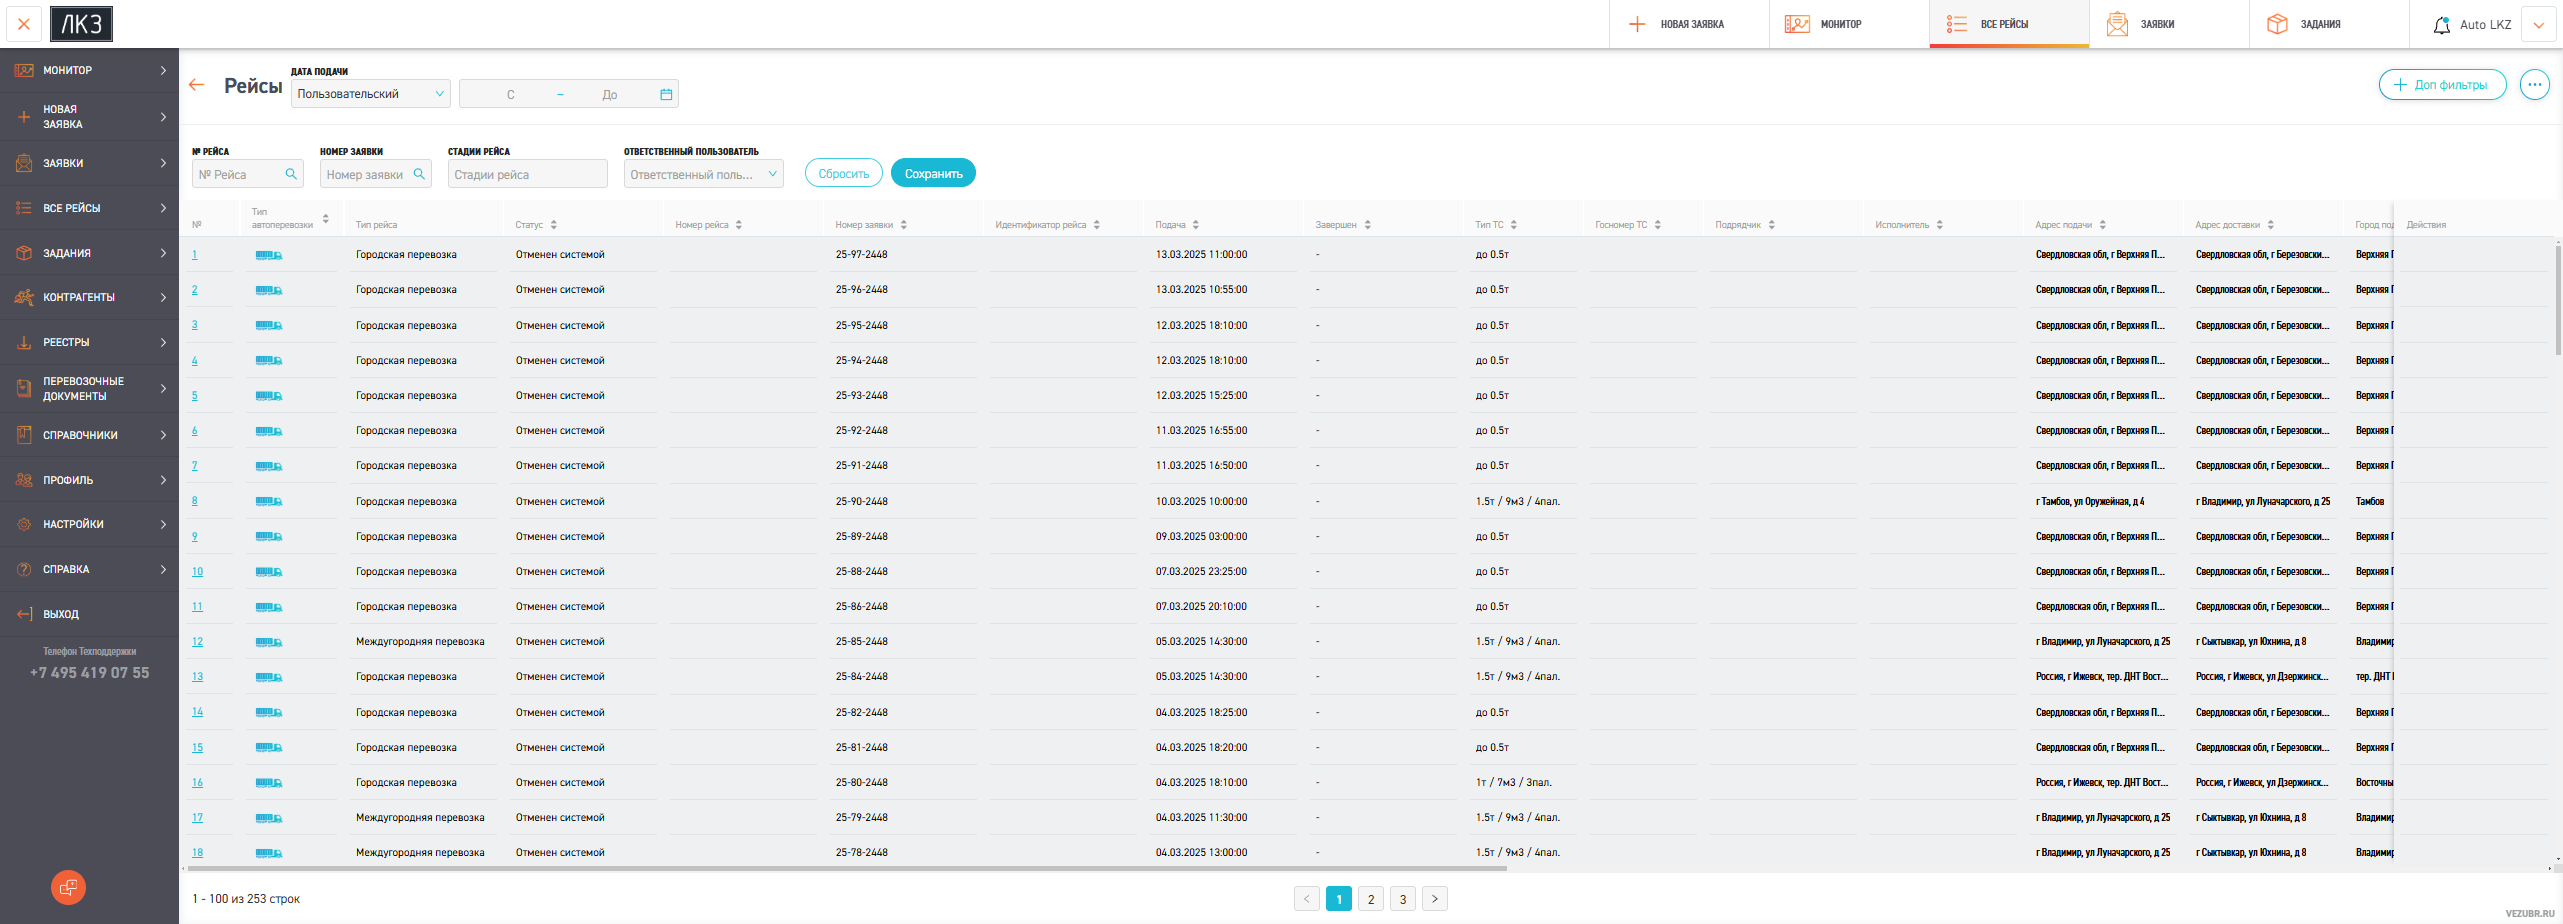 ЛКЗ
НОВАЯ ЗАЯВКА
МОНИТОР
ВСЕ РЕЙСЫ
ЗАЯВКИ
ЗАДАНИЯ
Auto LKZ
МОНИТОР
НОВАЯ
ЗАЯВКА
ЗАЯВКИ
ВСЕ РЕЙСЫ
ЗАДАНИЯ
КОНТРАГЕНТЫ
РЕЕСТРЫ
ПЕРЕВОЗОЧНЫЕ
ДОКУМЕНТЫ
СПРАВОЧНИКИ
ПРОФИЛЬ
НАСТРОЙКИ
СПРАВКА
ВЫХОД
Телефон Техподдержки
+7 495 419 07 55
Рейсы
ДАТА ПОДАЧИ
Пользовательский
С – До
Доп фильтры
№ РЕЙСА
№ Рейса
НОМЕР ЗАЯВКИ
Номер заявки
СТАДИИ РЕЙСА
Стадии рейса
ОТВЕТСТВЕННЫЙ ПОЛЬЗОВАТЕЛЬ
Ответственный поль...
Сбросить
Сохранить
№ Тип автоперевозки Тип рейса Статус Номер рейса Номер заявки Идентификатор рейса Подача Завершен Тип ТС Госномер ТС Подрядчик Исполнитель Адрес подачи Адрес доставки Город под Действия
1 Городская перевозка Отменен системой 25-97-2448 13.03.2025 11:00:00 - до 0.5т Свердловская обл, г Верхняя П... Свердловская обл, г Березовски... Верхняя П
2 Городская перевозка Отменен системой 25-96-2448 13.03.2025 10:55:00 - до 0.5т Свердловская обл, г Верхняя П... Свердловская обл, г Березовски... Верхняя П
3 Городская перевозка Отменен системой 25-95-2448 12.03.2025 18:10:00 - до 0.5т Свердловская обл, г Верхняя П... Свердловская обл, г Березовски... Верхняя П
4 Городская перевозка Отменен системой 25-94-2448 12.03.2025 18:10:00 - до 0.5т Свердловская обл, г Верхняя П... Свердловская обл, г Березовски... Верхняя П
5 Городская перевозка Отменен системой 25-93-2448 12.03.2025 15:25:00 - до 0.5т Свердловская обл, г Верхняя П... Свердловская обл, г Березовски... Верхняя П
6 Городская перевозка Отменен системой 25-92-2448 11.03.2025 16:55:00 - до 0.5т Свердловская обл, г Верхняя П... Свердловская обл, г Березовски... Верхняя П
7 Городская перевозка Отменен системой 25-91-2448 11.03.2025 16:50:00 - до 0.5т Свердловская обл, г Верхняя П... Свердловская обл, г Березовски... Верхняя П
8 Городская перевозка Отменен системой 25-90-2448 10.03.2025 10:00:00 - 1.5т / 9м3 / 4пал. г Тамбов, ул Оружейная, д 4 г Владимир, ул Луначарского, д 25 Тамбов
9 Городская перевозка Отменен системой 25-89-2448 09.03.2025 03:00:00 - до 0.5т Свердловская обл, г Верхняя П... Свердловская обл, г Березовски... Верхняя П
10 Городская перевозка Отменен системой 25-88-2448 07.03.2025 23:25:00 - до 0.5т Свердловская обл, г Верхняя П... Свердловская обл, г Березовски... Верхняя П
11 Городская перевозка Отменен системой 25-86-2448 07.03.2025 20:10:00 - до 0.5т Свердловская обл, г Верхняя П... Свердловская обл, г Березовски... Верхняя П
12 Междугородняя перевозка Отменен системой 25-85-2448 05.03.2025 14:30:00 - 1.5т / 9м3 / 4пал. г Владимир, ул Луначарского, д 25 г Сыктывкар, ул Юхнина, д 8 Владимир
13 Городская перевозка Отменен системой 25-84-2448 05.03.2025 14:30:00 - 1.5т / 9м3 / 4пал. Россия, г Ижевск, тер. ДНТ Вост... Россия, г Ижевск, ул Дзержинск... тер. ДНТ
14 Городская перевозка Отменен системой 25-82-2448 04.03.2025 18:25:00 - до 0.5т Свердловская обл, г Верхняя П... Свердловская обл, г Березовски... Верхняя П
15 Городская перевозка Отменен системой 25-81-2448 04.03.2025 18:20:00 - до 0.5т Свердловская обл, г Верхняя П... Свердловская обл, г Березовски... Верхняя П
16 Городская перевозка Отменен системой 25-80-2448 04.03.2025 18:10:00 - 1т / 7м3 / 3пал. Россия, г Ижевск, тер. ДНТ Вост... Россия, г Ижевск, ул Дзержинск... Восточны
17 Междугородняя перевозка Отменен системой 25-79-2448 04.03.2025 11:30:00 - 1.5т / 9м3 / 4пал. г Владимир, ул Луначарского, д 25 г Сыктывкар, ул Юхнина, д 8 Владимир
18 Междугородняя перевозка Отменен системой 25-78-2448 04.03.2025 13:00:00 - 1.5т / 9м3 / 4пал. г Владимир, ул Луначарского, д 25 г Сыктывкар, ул Юхнина, д 8 Владимир
1 - 100 из 253 строк
1 2 3
VEZUBR.RU